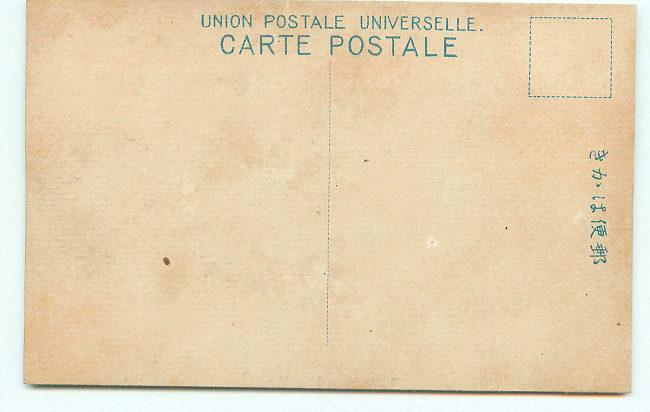 UNION POSTALE UNIVERSELLE.
CARTE POSTALE
きかは便郵